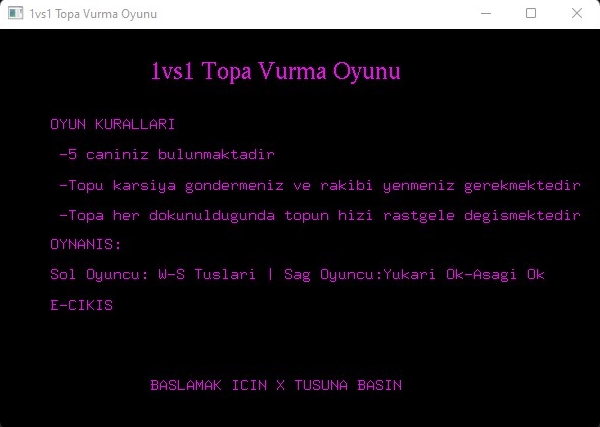 1vs1 Topa Vurma Oyunu
1vs1 Topa Vurma Oyunu
OYUN KURALLARI
-5 caniniz bulunmaktadir
-Topu karsiya gondermeniz ve rakibi yenmeniz gerekmektedir
-Topa her dokunuldugunda topun hizi rastgele degismektedir
OYNANIS:
Sol Oyuncu: W-S Tuslari | Sag Oyuncu:Yukari Ok-Asagi Ok
E-CIKIS
BASLAMAK ICIN X TUSUNA BASIN